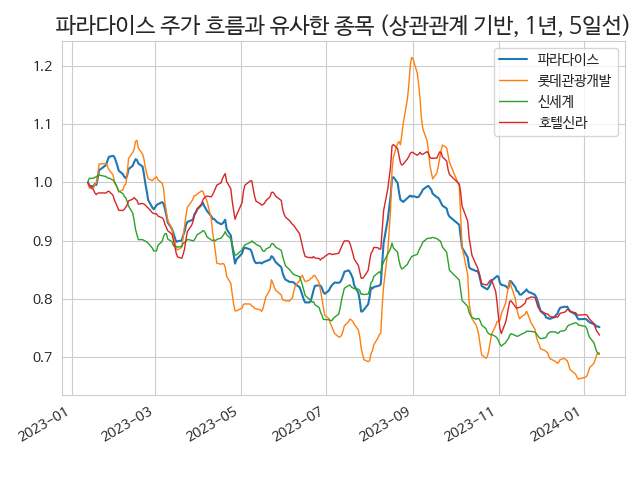 파라다이스 주가 흐름과 유사한 종목 (상관관계 기반, 1년, 5일선)
파라다이스
롯데관광개발
신세계
호텔신라
1.2
1.1
1.0
0.9
0.8
0.7
2023-01
2023-03
2023-05
2023-07
2023-09
2023-11
2024-01